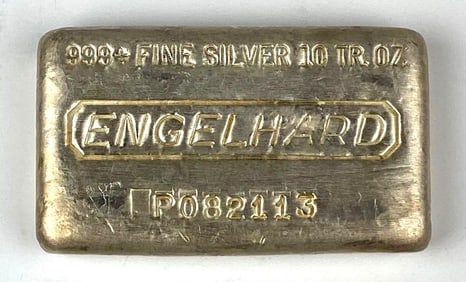 999+ FINE SILVER 10 TR. OZ.
ENGELHARD
P082113